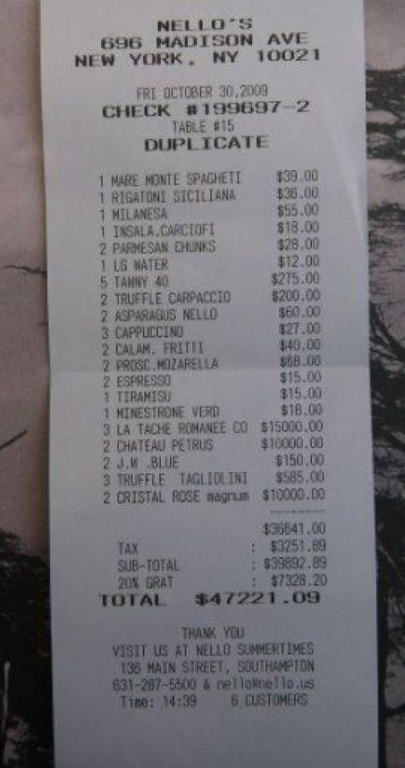 NELLO'S
696 MADISON AVE
NEW YORK, NY 10021
FRI OCTOBER 30,2009
CHECK #199697-2
TABLE #15
DUPLICATE
1 MARE MONTE SPAGHETI $39.00
1 RIGATONI SICILIANA $36.00
1 MILANESA $55.00
1 INSALA.CARCIOFI $18.00
2 PARMESAN CHUNKS $28.00
1 LG WATER $12.00
5 TANNY 40 $275.00
2 TRUFFLE CARPACCIO $200.00
2 ASPARAGUS NELLO $60.00
3 CAPPUCCINO $27.00
2 CALAM. FRITTI $40.00
2 PROSC.MOZARELLA $68.00
2 ESPRESSO $15.00
1 TIRAMISU $15.00
1 MINESTRONE VERD $18.00
3 LA TACHE ROMANEE CO $15000.00
2 CHATEAU PETRUS $10000.00
2 J.W .BLUE $150.00
3 TRUFFLE TAGLIOLINI $585.00
2 CRISTAL ROSE magnum $10000.00
----------
$36641.00
TAX : $3251.89
SUB-TOTAL : $39892.89
20% GRAT : $7328.20
TOTAL $47221.09
THANK YOU
VISIT US AT NELLO SUMMERTIMES
136 MAIN STREET, SOUTHAMPTON
631-287-5500 & nello@nello.us
Time: 14:39 6 CUSTOMERS